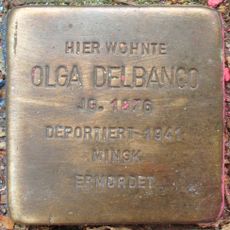 HIER WOHNTE
OLGA DELBANCO
JG. 1876
DEPORTIERT 1941
MINSK
ERMORDET